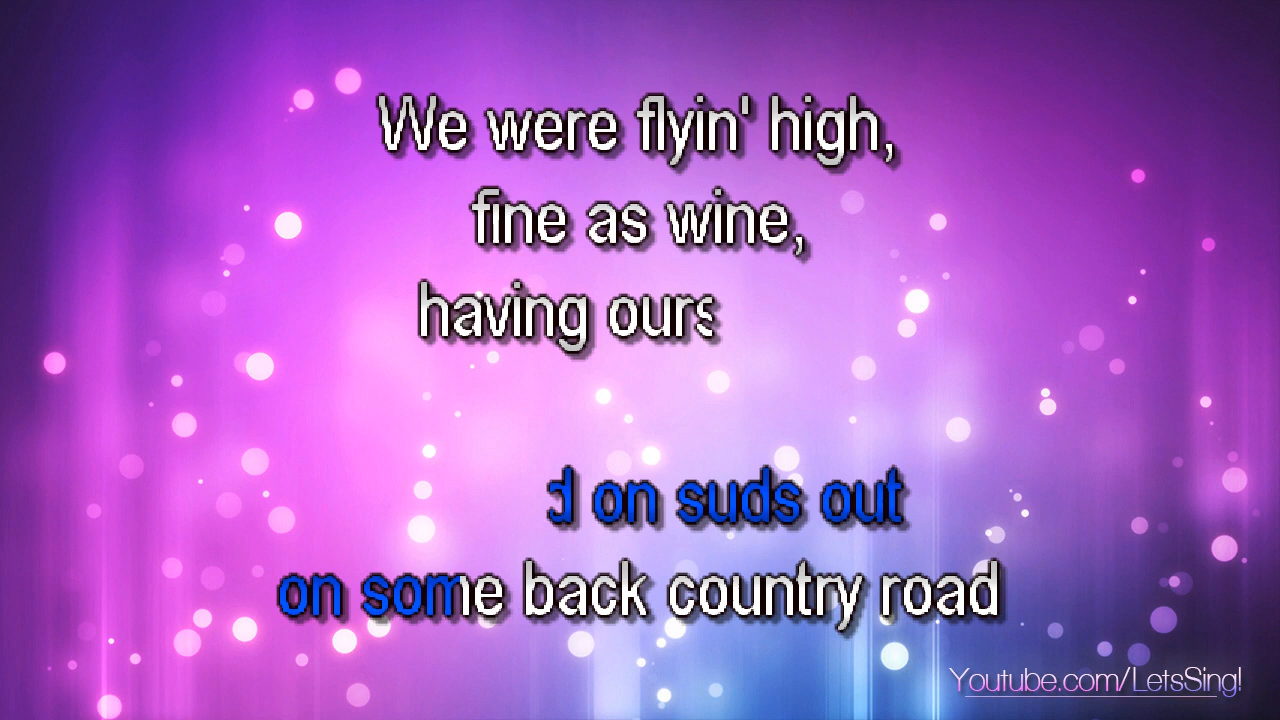 We were flyin' high,
fine as wine,
having ours
d on suds out
on some back country road
Youtube.com/LetsSing!